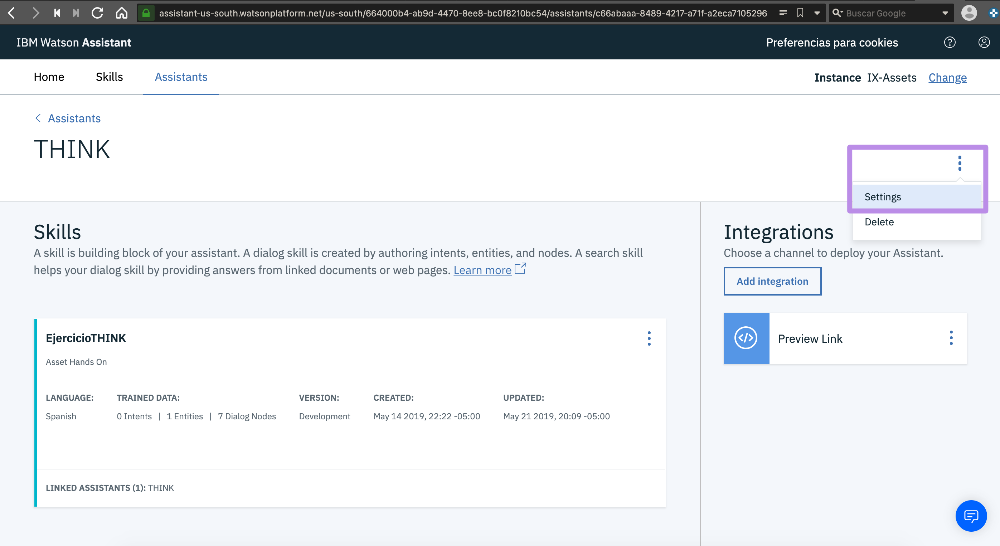 assistant-us-south.watsonplatform.net/us-south/664000b4-ab9d-4470-8ee8-bc0f8210bc54/assistants/c66abaaa-8489-4217-a71f-a2eca7105296
Buscar Google
IBM Watson Assistant
Preferencias para cookies
Home
Skills
Assistants
Instance IX-Assets Change
Assistants
THINK
Settings
Delete
Skills
A skill is building block of your assistant. A dialog skill is created by authoring intents, entities, and nodes. A search skill
helps your dialog skill by providing answers from linked documents or web pages. Learn more
Integrations
Choose a channel to deploy your Assistant.
Add integration
Preview Link
EjercicioTHINK
Asset Hands On
LANGUAGE: TRAINED DATA: VERSION: CREATED: UPDATED:
Spanish 0 Intents | 1 Entities | 7 Dialog Nodes Development May 14 2019, 22:22 -05:00 May 21 2019, 20:09 -05:00
LINKED ASSISTANTS (1): THINK